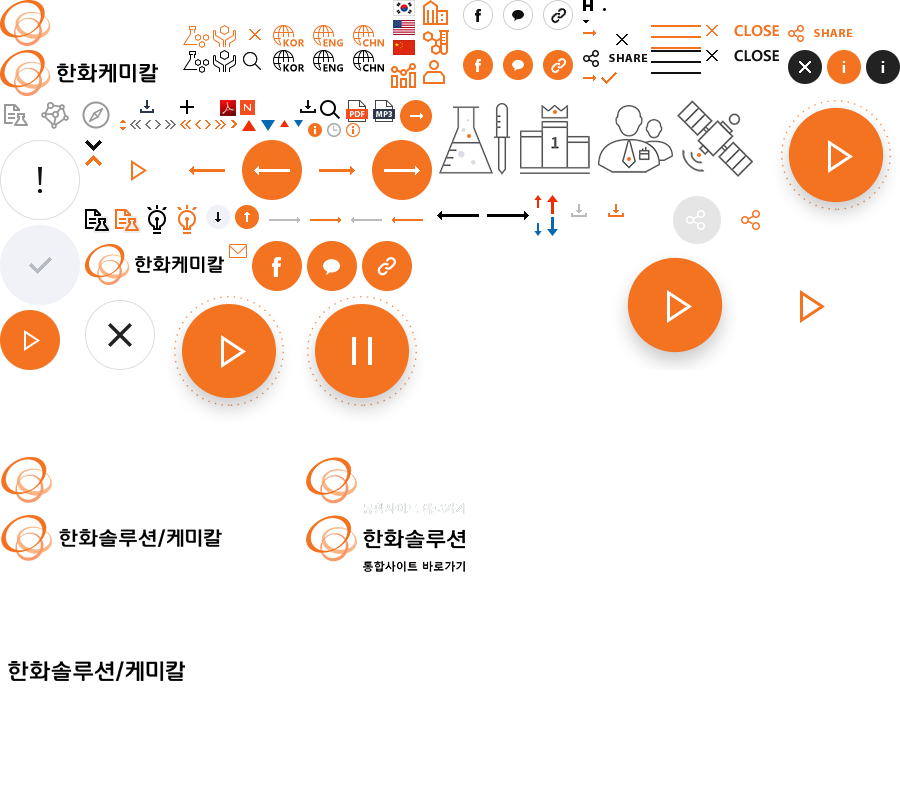 H .
KOR ENG CHN
CLOSE
SHARE
한화케미칼
KOR ENG CHN
SHARE
CLOSE
i
i
N
PDF
MP3
i
i
1
!
한화케미칼
통합사이트 바로가기
한화솔루션/케미칼
한화솔루션
통합사이트 바로가기
한화솔루션/케미칼